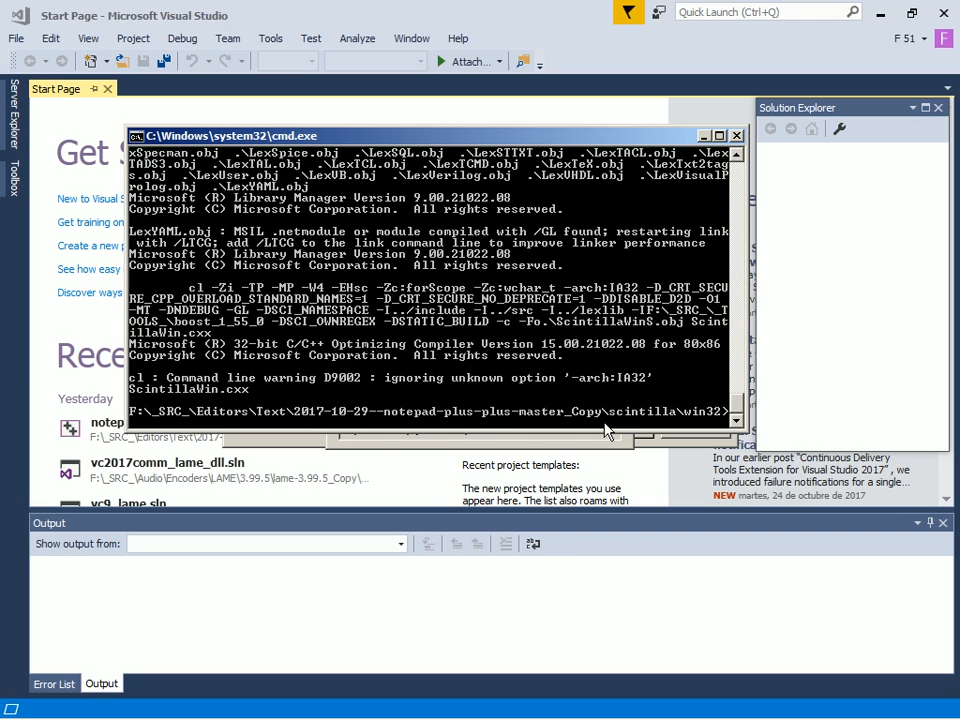 Start Page - Microsoft Visual Studio
Quick Launch (Ctrl+Q)
File Edit View Project Debug Team Tools Test Analyze Window Help
F 51 F
Attach...
Server Explorer
Toolbox
Start Page
Solution Explorer
Get
New to Visual
Get training on
Create a new
See how easy
Discover ways
C:\Windows\system32\cmd.exe
xSpecman.obj .\LexSpice.obj .\LexSQL.obj .\LexSTTXT.obj .\LexTACL.obj .\Lex
TADS3.obj .\LexTAL.obj .\LexTCL.obj .\LexTCMD.obj .\LexTeX.obj .\LexTxt2tag
s.obj .\LexUser.obj .\LexVB.obj .\LexVerilog.obj .\LexVHDL.obj .\LexVisualP
rolog.obj .\LexYAML.obj
Microsoft (R) Library Manager Version 9.00.21022.08
Copyright (C) Microsoft Corporation.  All rights reserved.
LexYAML.obj : MSIL .netmodule or module compiled with /GL found; restarting link
with /LTCG; add /LTCG to the link command line to improve linker performance
Microsoft (R) Library Manager Version 9.00.21022.08
Copyright (C) Microsoft Corporation.  All rights reserved.
cl -Zi -TP -MP -W4 -EHsc -Zc:forScope -Zc:wchar_t -arch:IA32 -D_CRT_SECU
RE_CPP_OVERLOAD_STANDARD_NAMES=1 -D_CRT_SECURE_NO_DEPRECATE=1 -DDISABLE_D2D -O1
-MT -DNDEBUG -GL -DSCI_NAMESPACE -I../include -I../src -I../lexlib -IF:\_SRC_\_T
OOLS_\boost_1_55_0 -DSCI_OWNREGEX -DSTATIC_BUILD -c -Fo.\ScintillaWinS.obj Scint
illaWin.cxx
Microsoft (R) 32-bit C/C++ Optimizing Compiler Version 15.00.21022.08 for 80x86
Copyright (C) Microsoft Corporation.  All rights reserved.
cl : Command line warning D9002 : ignoring unknown option '-arch:IA32'
ScintillaWin.cxx
F:\_SRC_\Editors\Text\2017-10-29--notepad-plus-plus-master_Copy\scintilla\win32>
Rece
Yesterday
notep
F:\_SRC_\Editors\Text\2017-
vc2017comm_lame_dll.sln
F:\_SRC_\Audio\Encoders\LAME\3.99.5\lame-3.99.5_Copy\...
vc9_lame.sln
Recent project templates:
The new project templates you use
appear here. The list also roams with
In our earlier post "Continuous Delivery
Tools Extension for Visual Studio 2017" , we
introduced failure notifications for a single...
NEW martes, 24 de octubre de 2017
Output
Show output from:
Error List Output